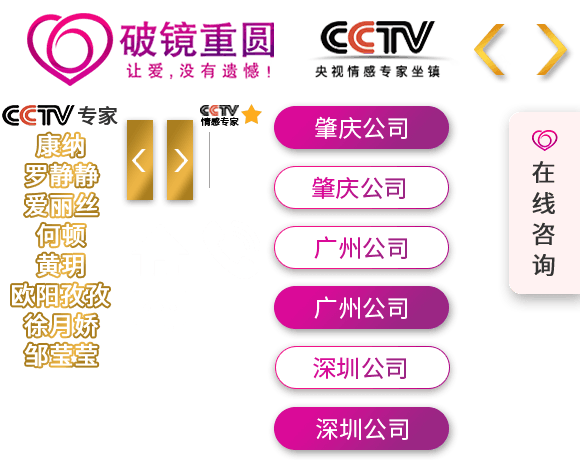 破镜重圆
让爱,没有遗憾!
CCTV
央视情感专家坐镇
CCTV专家
康纳
罗静静
爱丽丝
何顿
黄玥
欧阳孜孜
徐月娇
邹莹莹
CCTV
情感专家
肇庆公司
肇庆公司
广州公司
广州公司
深圳公司
深圳公司
在线咨询